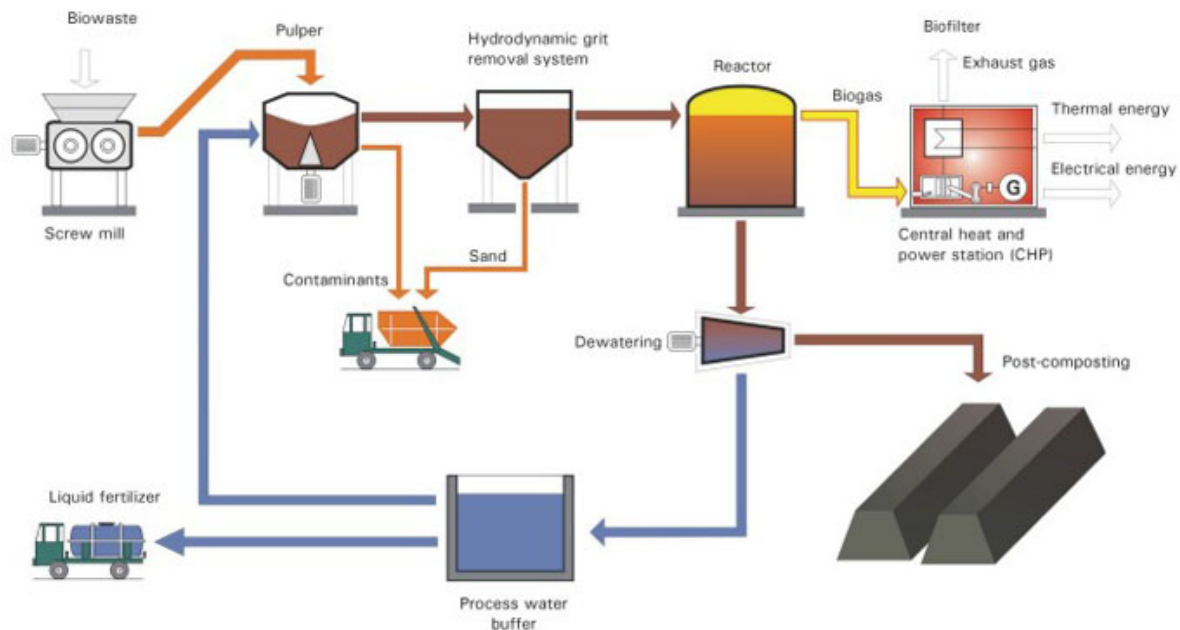 Biowaste
Pulper
Hydrodynamic grit
removal system
Reactor
Biofilter
Exhaust gas
Biogas
Thermal energy
Electrical energy
G
Screw mill
Central heat and
power station (CHP)
Sand
Contaminants
Dewatering
Post-composting
Liquid fertilizer
Process water
buffer